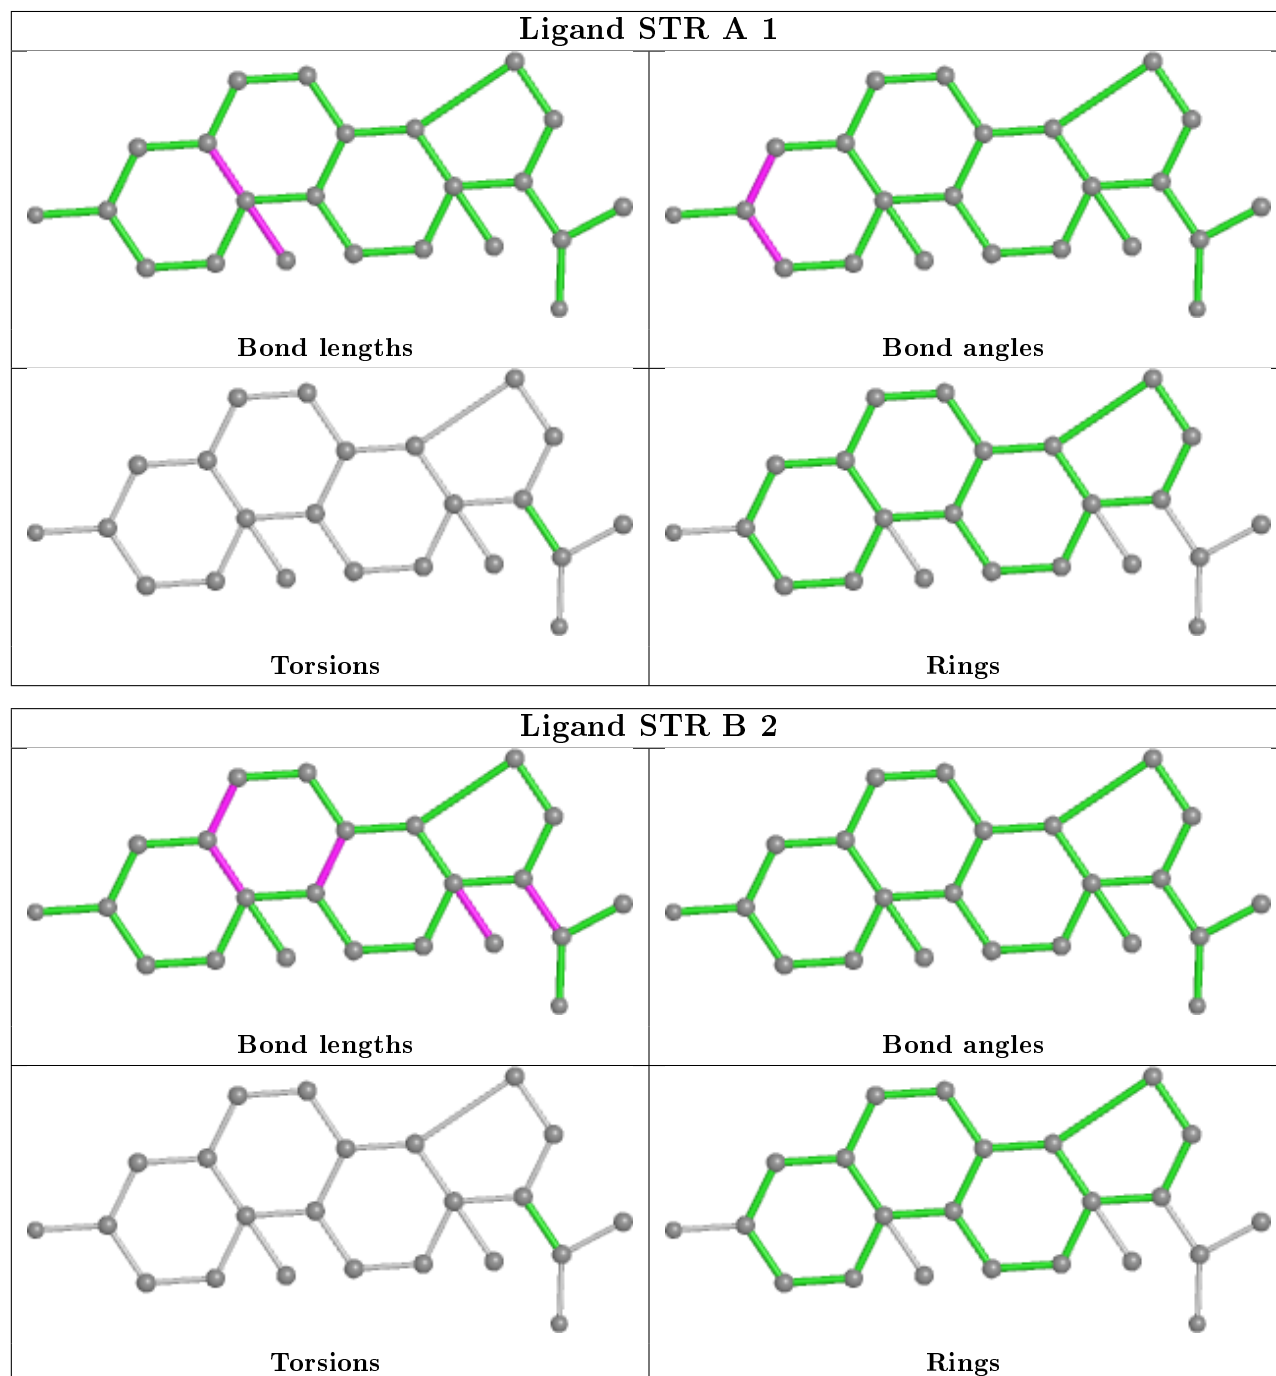 Ligand STR A 1
Bond lengths
Bond angles
Torsions
Rings
Ligand STR B 2
Bond lengths
Bond angles
Torsions
Rings